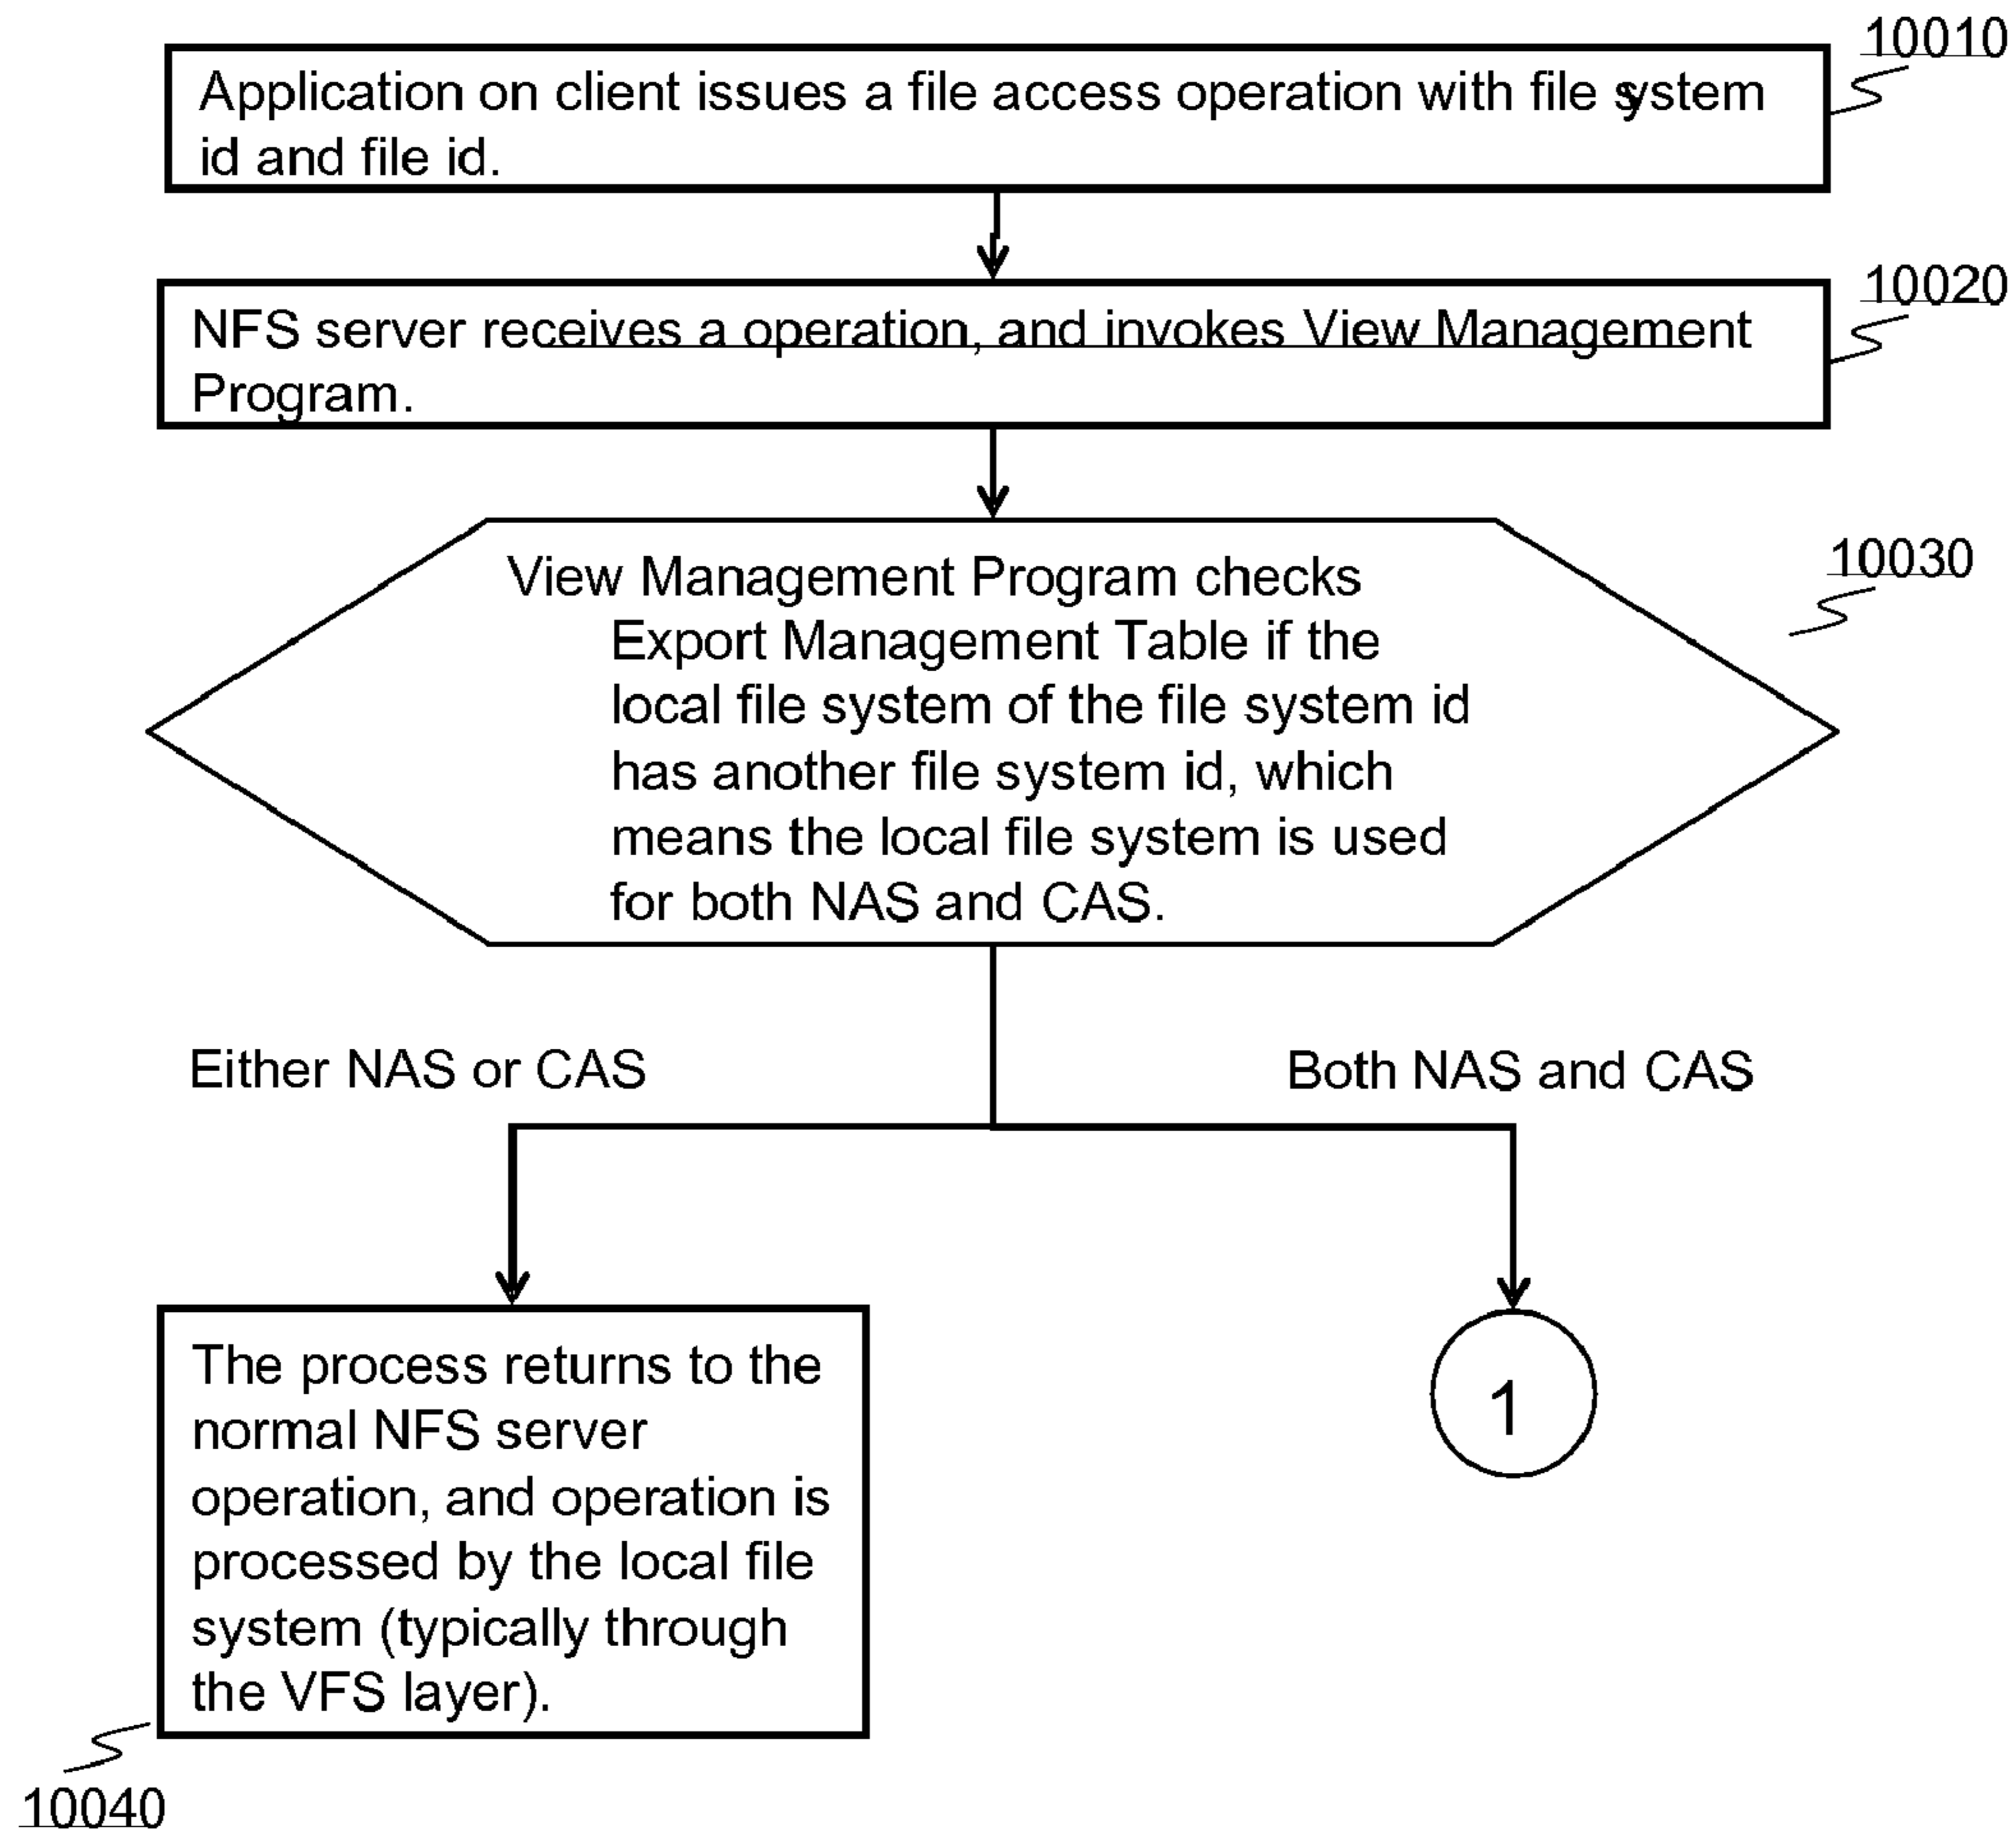 10010
Application on client issues a file access operation with file system
id and file id.
10020
NFS server receives a operation, and invokes View Management
Program.
10030
View Management Program checks
Export Management Table if the
local file system of the file system id
has another file system id, which
means the local file system is used
for both NAS and CAS.
Either NAS or CAS
Both NAS and CAS
The process returns to the
normal NFS server
operation, and operation is
processed by the local file
system (typically through
the VFS layer).
1
10040